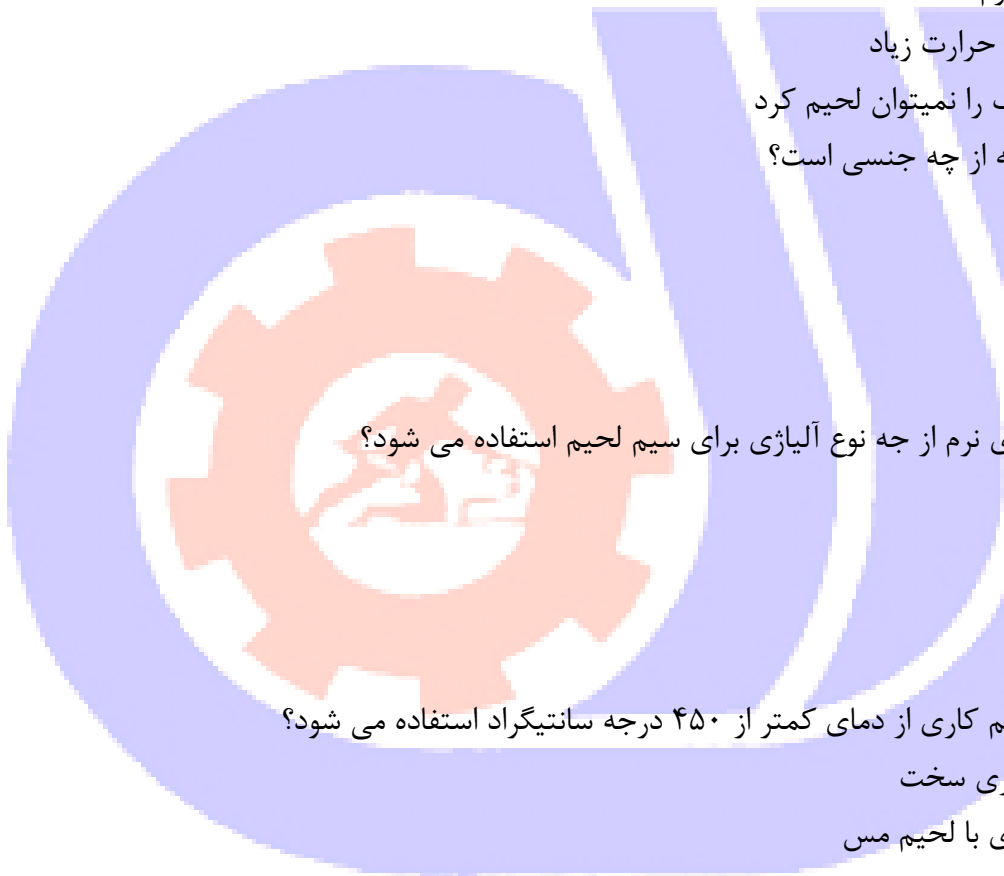 حرارت زیاد
را نمیتوان لحیم کرد
از چه جنسی است؟
نرم از جه نوع آلیاژی برای سیم لحیم استفاده می شود؟
کاری از دمای کمتر از ۴۵۰ درجه سانتیگراد استفاده می شود؟
سخت
با لحیم مس